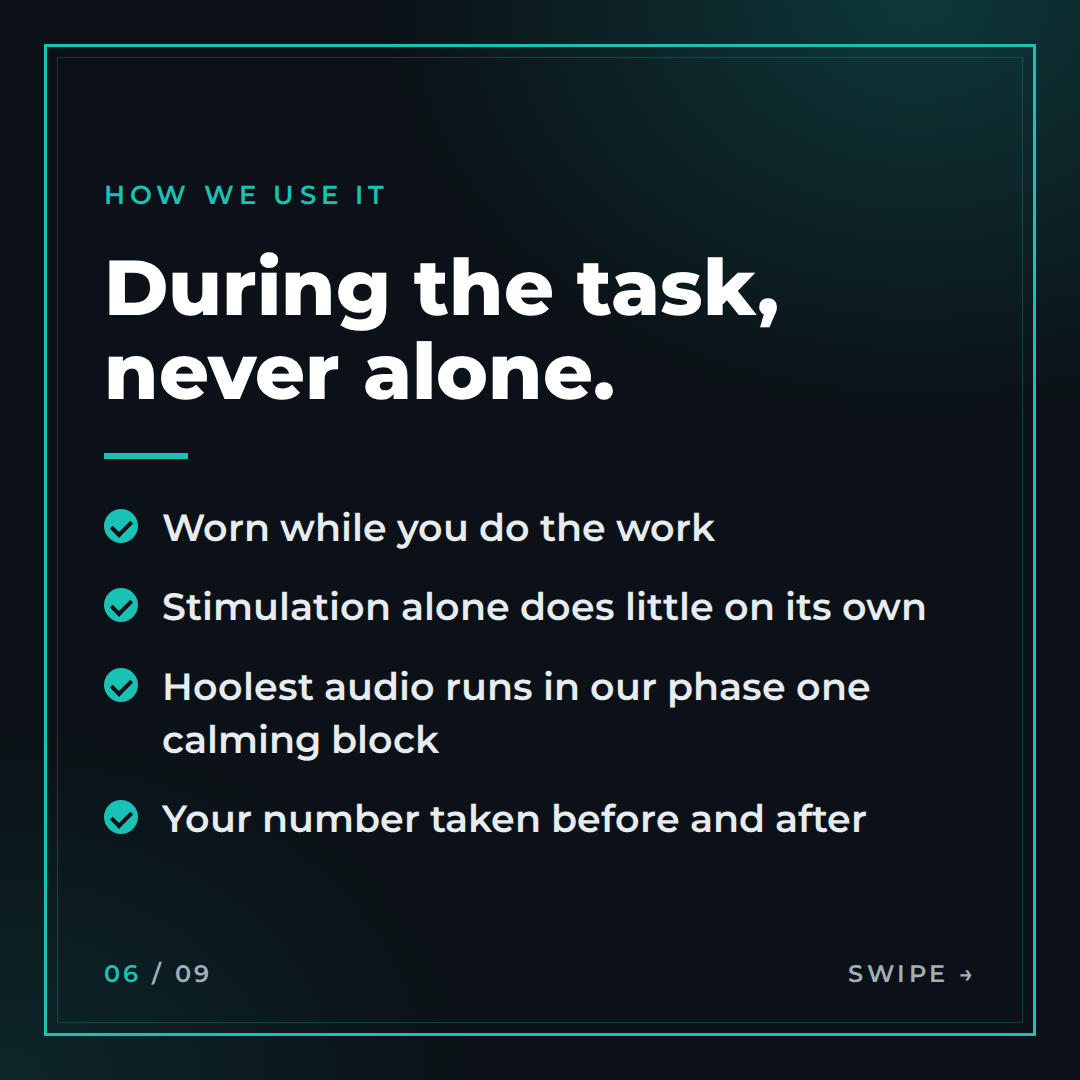 HOW WE USE IT
During the task,
never alone.
Worn while you do the work
Stimulation alone does little on its own
Hoolest audio runs in our phase one
calming block
Your number taken before and after
06 / 09
SWIPE →